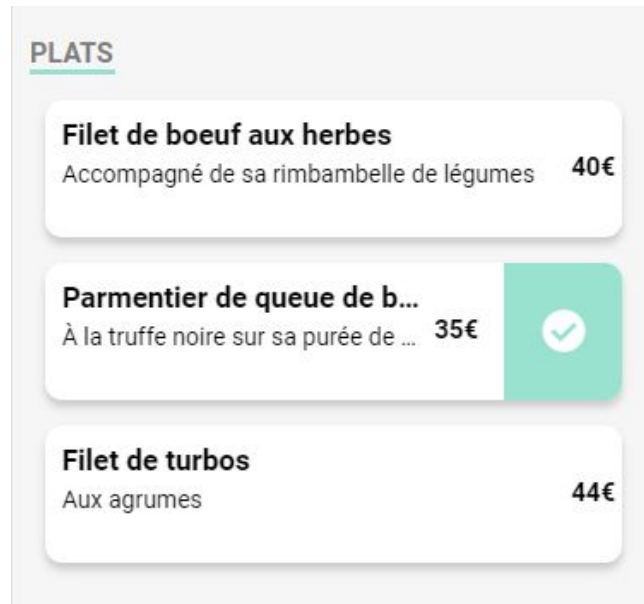 PLATS
Filet de boeuf aux herbes
Accompagné de sa rimbambelle de légumes
40€
Parmentier de queue de b...
À la truffe noire sur sa purée de ...
35€
Filet de turbos
Aux agrumes
44€